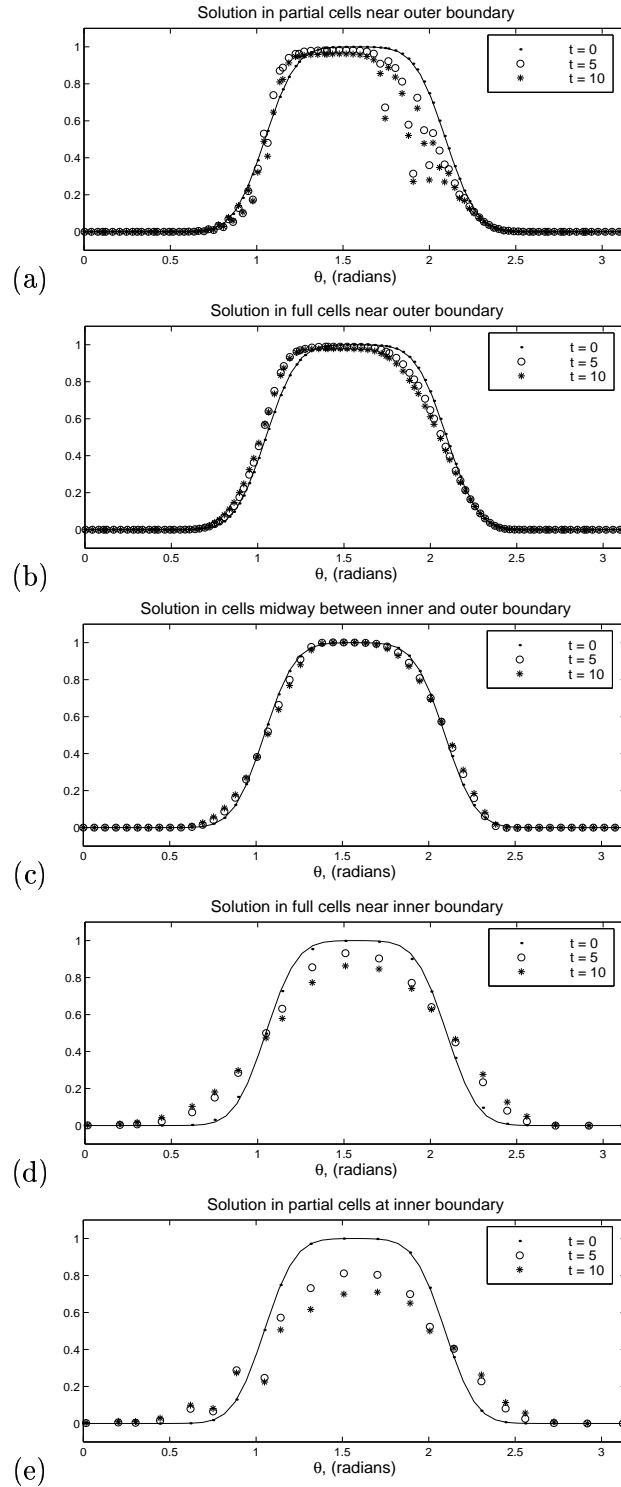 Solution in partial cells near outer boundary
t = 0
t = 5
t = 10
1
0.8
0.6
0.4
0.2
0
0 0.5 1 1.5 2 2.5 3
θ, (radians)
(a)
Solution in full cells near outer boundary
t = 0
t = 5
t = 10
1
0.8
0.6
0.4
0.2
0
0 0.5 1 1.5 2 2.5 3
θ, (radians)
(b)
Solution in cells midway between inner and outer boundary
t = 0
t = 5
t = 10
1
0.8
0.6
0.4
0.2
0
0 0.5 1 1.5 2 2.5 3
θ, (radians)
(c)
Solution in full cells near inner boundary
t = 0
t = 5
t = 10
1
0.8
0.6
0.4
0.2
0
0 0.5 1 1.5 2 2.5 3
θ, (radians)
(d)
Solution in partial cells at inner boundary
t = 0
t = 5
t = 10
1
0.8
0.6
0.4
0.2
0
0 0.5 1 1.5 2 2.5 3
θ, (radians)
(e)